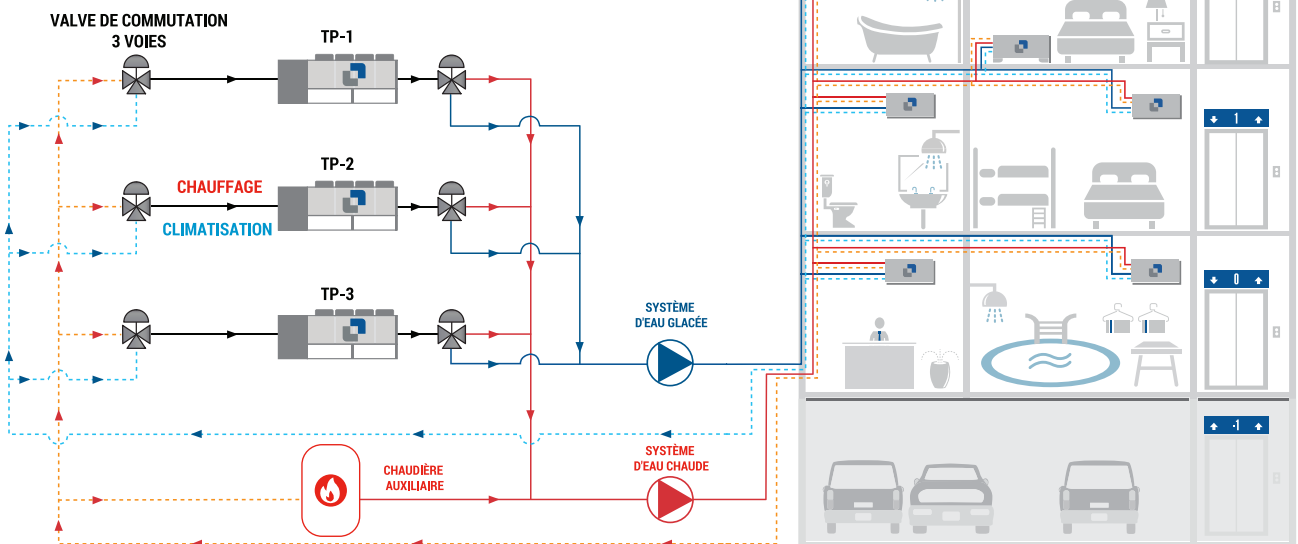 VALVE DE COMMUTATION
3 VOIES
TP-1
TP-2
CHAUFFAGE
CLIMATISATION
TP-3
SYSTÈME
D'EAU GLACÉE
CHAUDIÈRE
AUXILIAIRE
SYSTÈME
D'EAU CHAUDE
1
0
-1